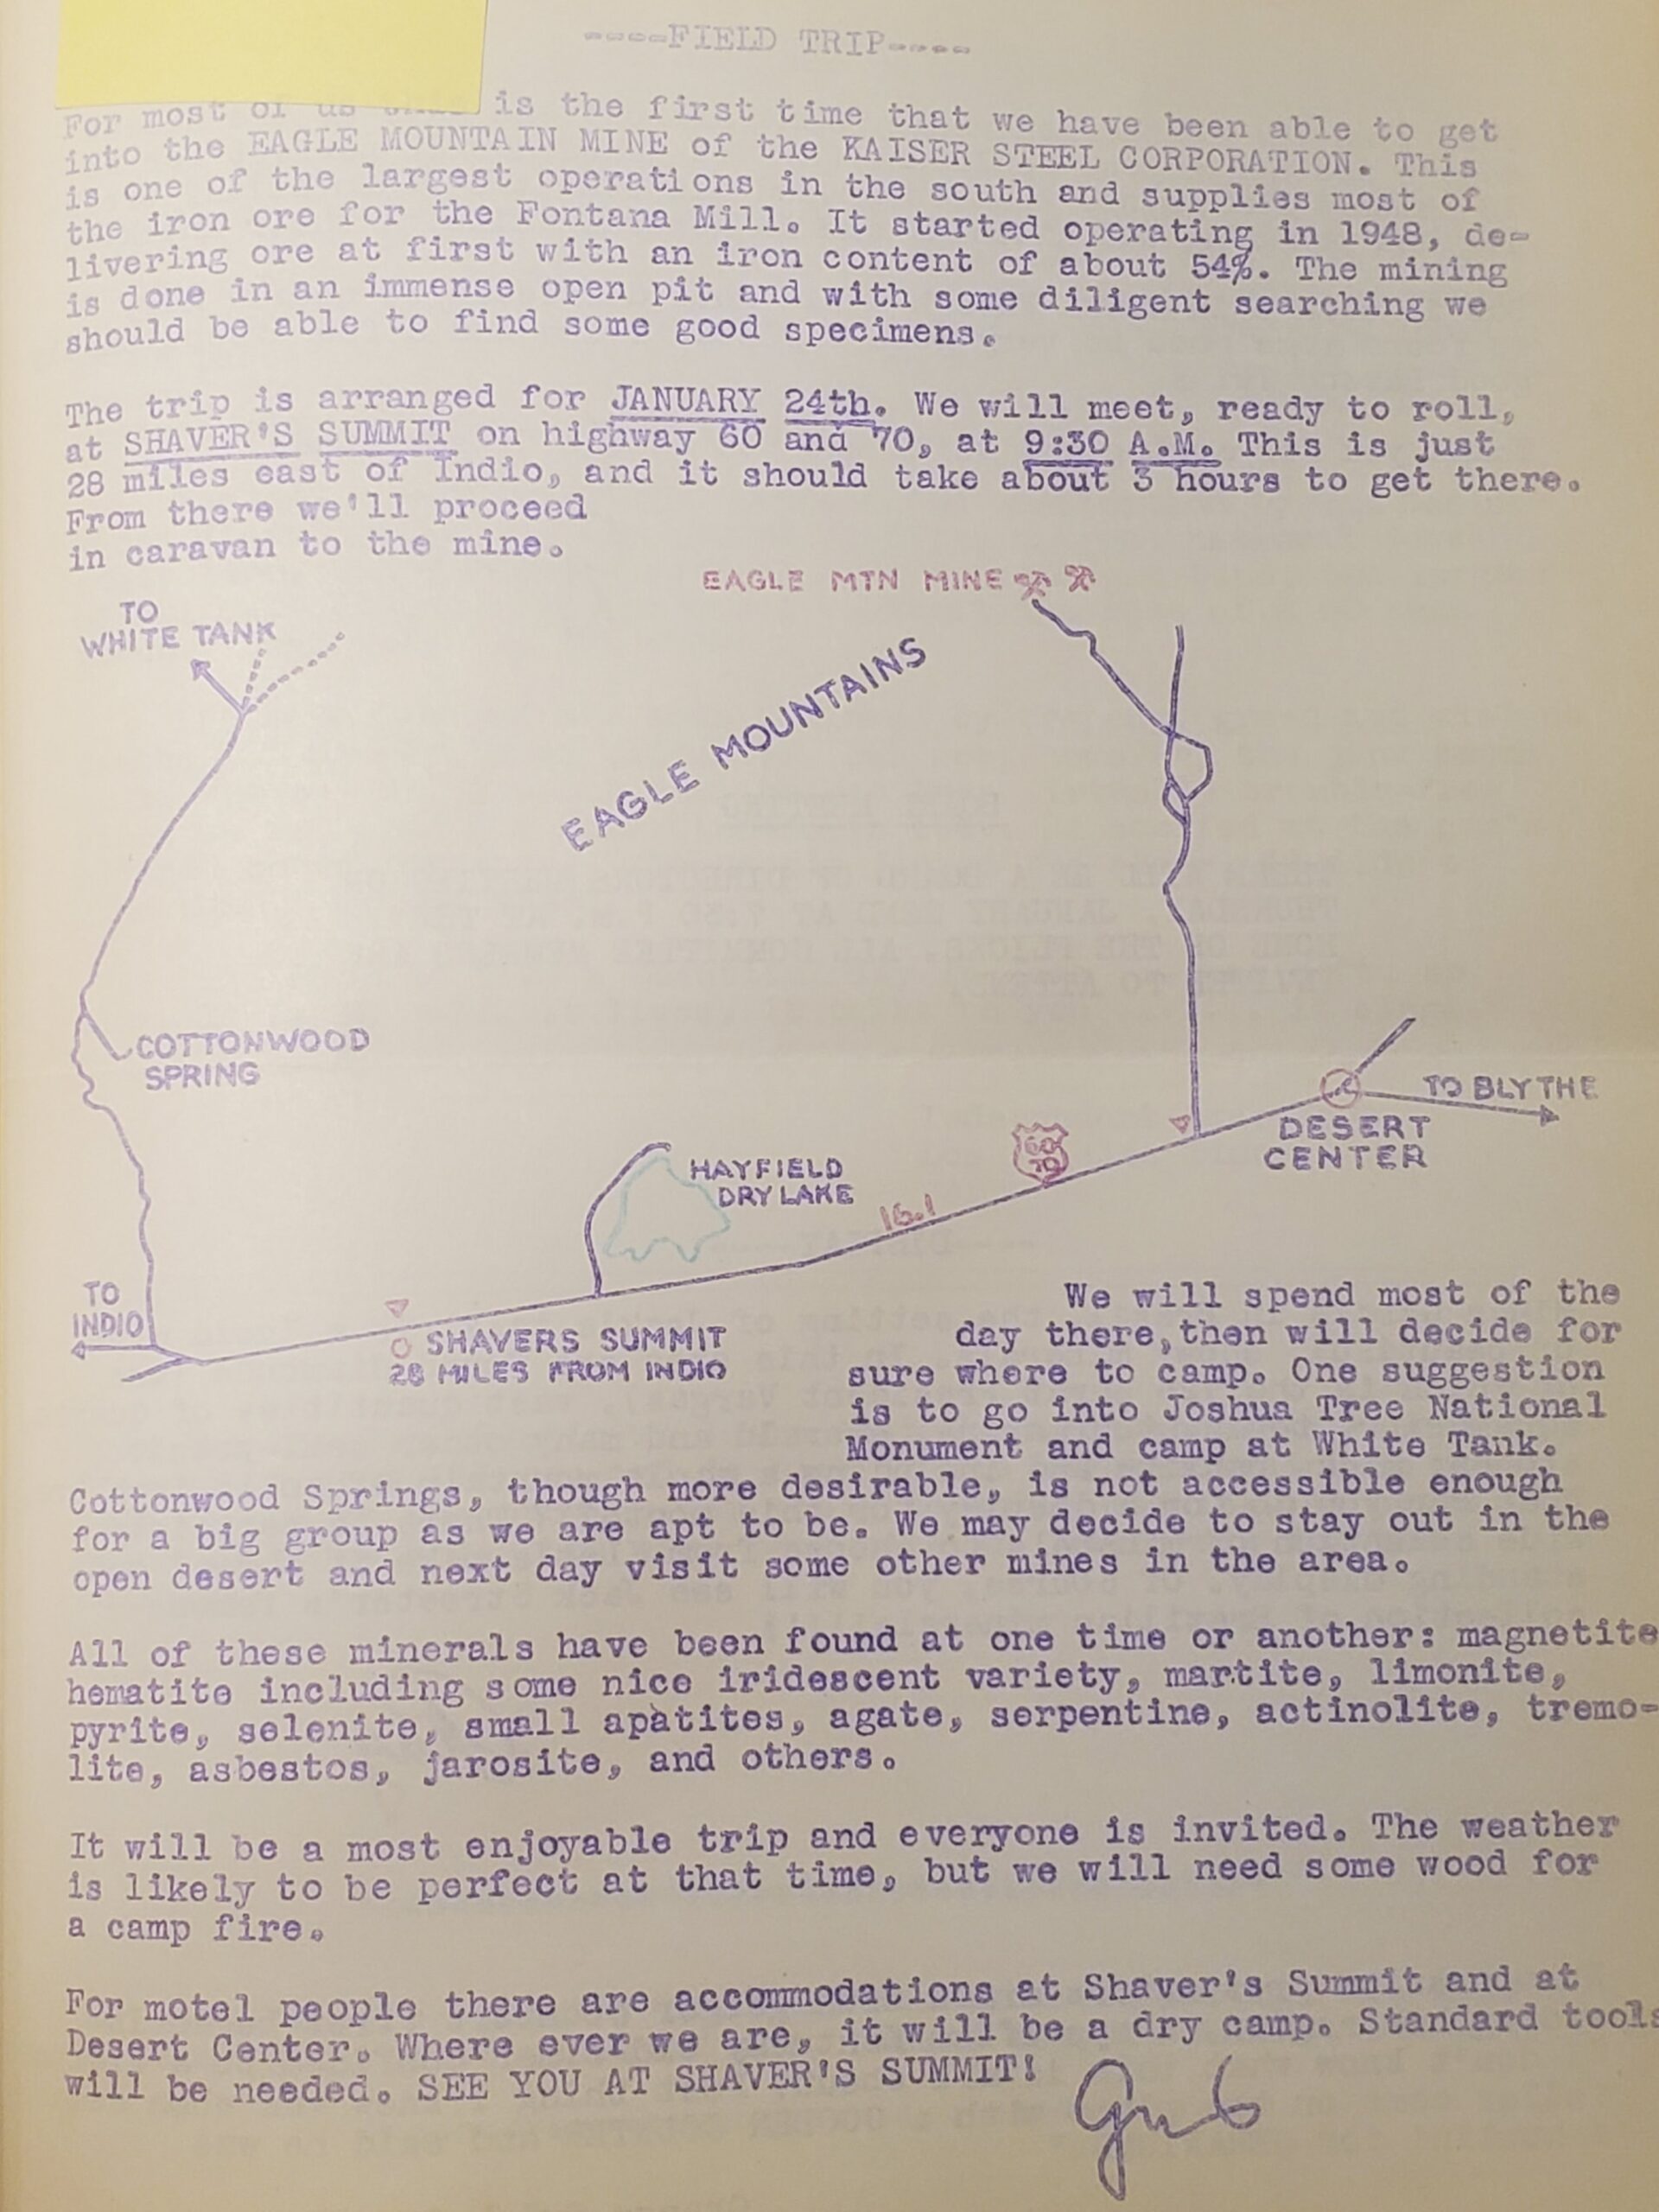 ----FIELD TRIP----
For most of us is the first time that we have been able to get
into the EAGLE MOUNTAIN MINE of the KAISER STEEL CORPORATION. This
is one of the largest operations in the south and supplies most of
the iron ore for the Fontana Mill. It started operating in 1948, de-
livering ore at first with an iron content of about 54%. The mining
is done in an immense open pit and with some diligent searching we
should be able to find some good specimens.
The trip is arranged for JANUARY 24th. We will meet, ready to roll,
at SHAVER'S SUMMIT on highway 60 and 70, at 9:30 A.M. This is just
28 miles east of Indio, and it should take about 3 hours to get there.
From there we'll proceed
in caravan to the mine.
EAGLE MTN MINE
TO
WHITE TANK
EAGLE MOUNTAINS
COTTONWOOD
SPRING
TO BLYTHE
DESERT
CENTER
60
70
HAYFIELD
DRY LAKE
16.1
TO
INDIO
SHAVERS SUMMIT
28 MILES FROM INDIO
We will spend most of the
day there, then will decide for
sure where to camp. One suggestion
is to go into Joshua Tree National
Monument and camp at White Tank.
Cottonwood Springs, though more desirable, is not accessible enough
for a big group as we are apt to be. We may decide to stay out in the
open desert and next day visit some other mines in the area.
All of these minerals have been found at one time or another: magnetite
hematite including some nice iridescent variety, martite, limonite,
pyrite, selenite, small apatites, agate, serpentine, actinolite, tremo-
lite, asbestos, jarosite, and others.
It will be a most enjoyable trip and everyone is invited. The weather
is likely to be perfect at that time, but we will need some wood for
a camp fire.
For motel people there are accommodations at Shaver's Summit and at
Desert Center. Where ever we are, it will be a dry camp. Standard tools
will be needed. SEE YOU AT SHAVER'S SUMMIT!